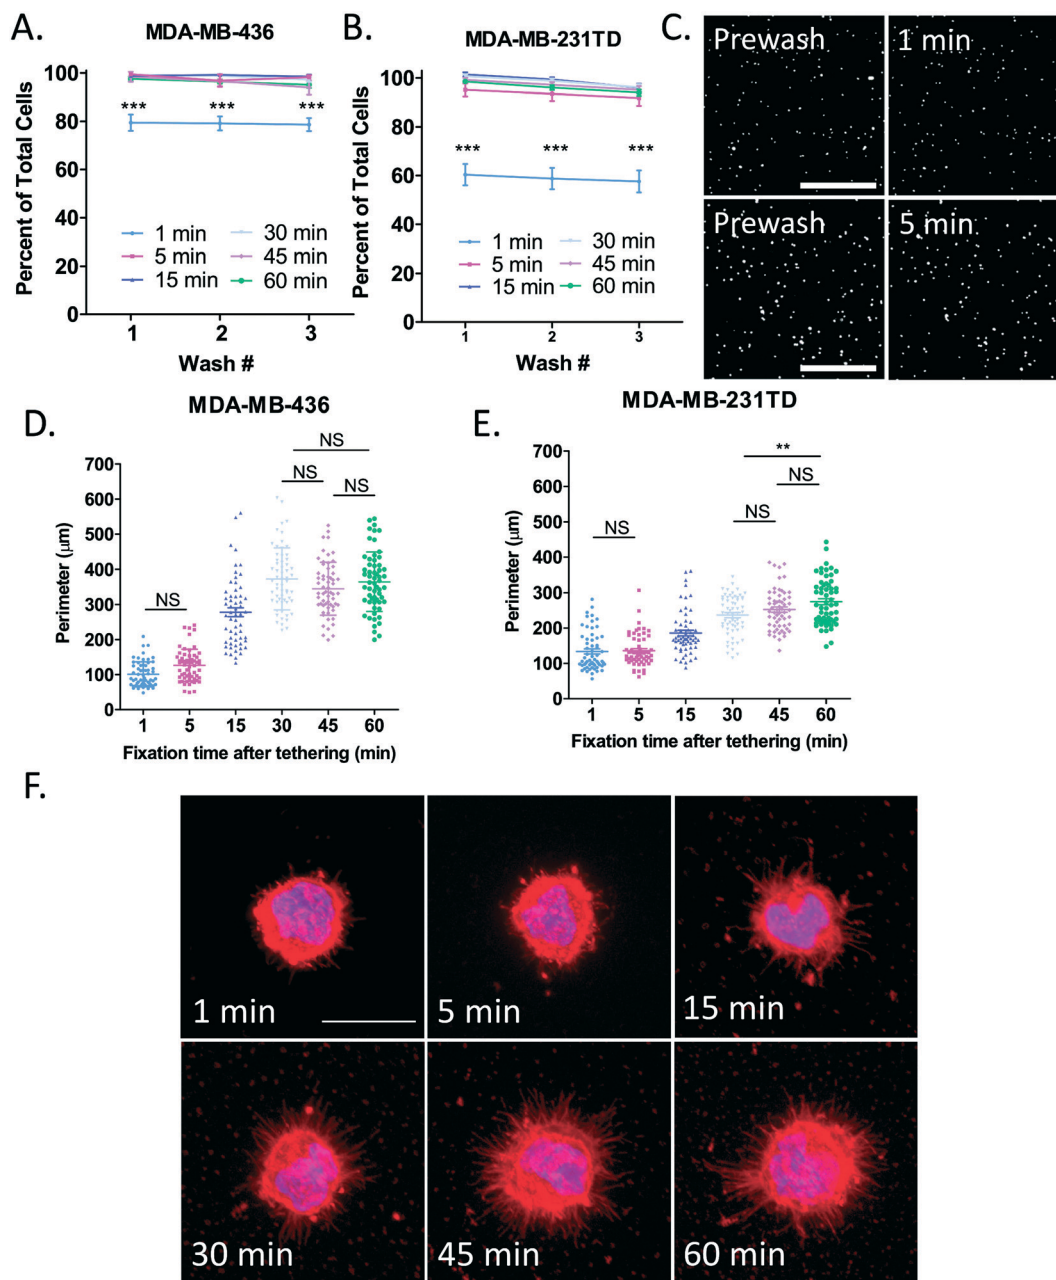 A.
MDA-MB-436
Percent of Total Cells
100
80
60
40
20
0
***
***
***
1 min
5 min
15 min
30 min
45 min
60 min
1
2
3
Wash #
B.
MDA-MB-231TD
Percent of Total Cells
100
80
60
40
20
0
***
***
***
1 min
5 min
15 min
30 min
45 min
60 min
1
2
3
Wash #
C.
Prewash
1 min
Prewash
5 min
D.
MDA-MB-436
Perimeter (μm)
700
600
500
400
300
200
100
0
NS
NS
NS
NS
1
5
15
30
45
60
Fixation time after tethering (min)
E.
MDA-MB-231TD
Perimeter (μm)
700
600
500
400
300
200
100
0
NS
**
NS
NS
1
5
15
30
45
60
Fixation time after tethering (min)
F.
1 min
5 min
15 min
30 min
45 min
60 min